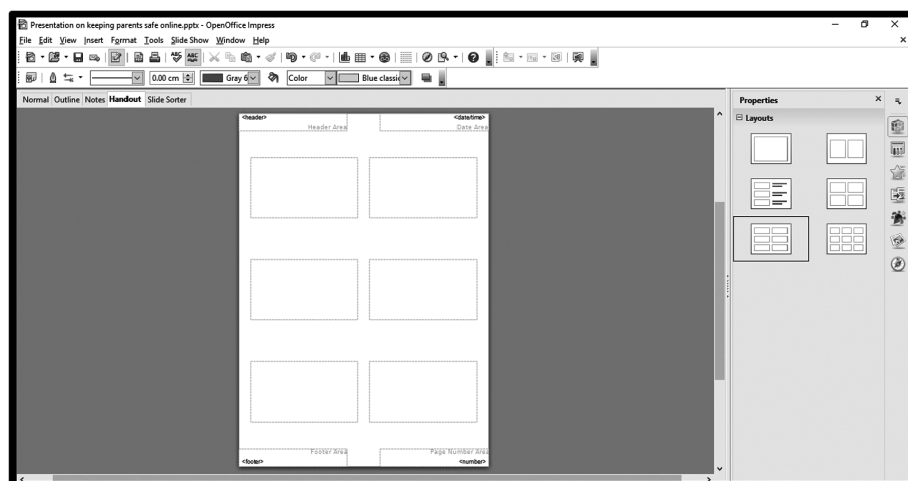 Presentation on keeping parents safe online.pptx - OpenOffice Impress
File Edit View Insert Format Tools Slide Show Window Help
ABC ABC
0.00 cm Gray 6 Color Blue classic
Normal Outline Notes Handout Slide Sorter
Properties
Layouts
<header> <date/time>
Header Area Date Area
Footer Area Page Number Area
<footer> <number>